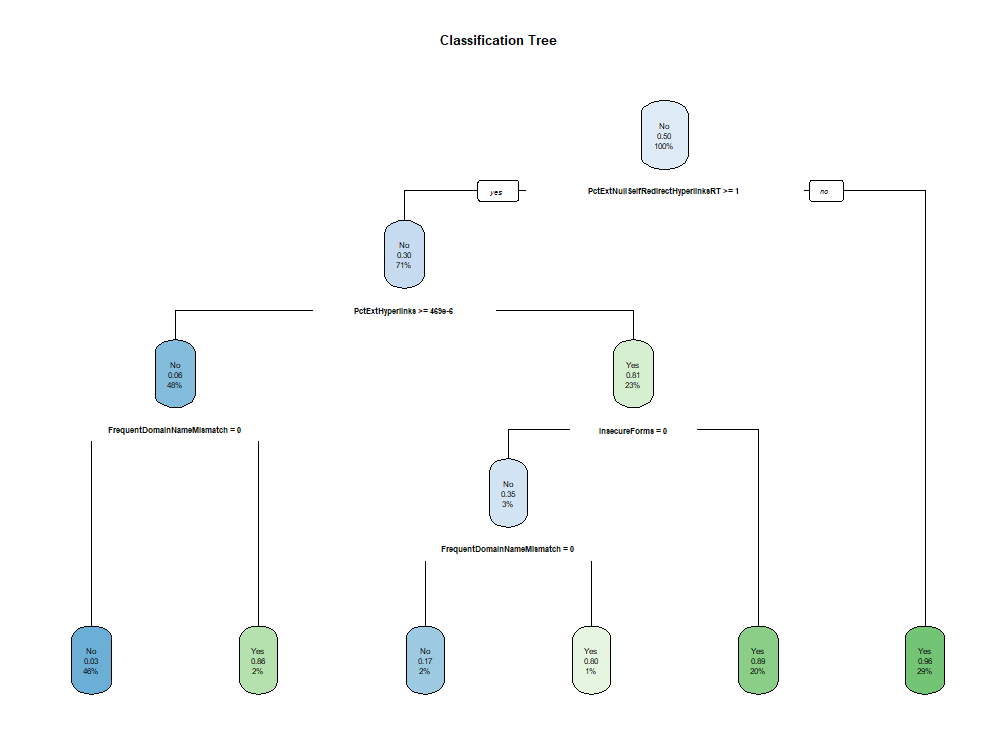 Classification Tree
No
0.50
100%
yes
PctExtNullSelfRedirectHyperlinksRT >= 1
no
No
0.30
71%
PctExtHyperlinks >= 469e-6
No
0.06
48%
Yes
0.81
23%
FrequentDomainNameMismatch = 0
InsecureForms = 0
No
0.35
3%
FrequentDomainNameMismatch = 0
No
0.03
46%
Yes
0.86
2%
No
0.17
2%
Yes
0.80
1%
Yes
0.89
20%
Yes
0.96
29%